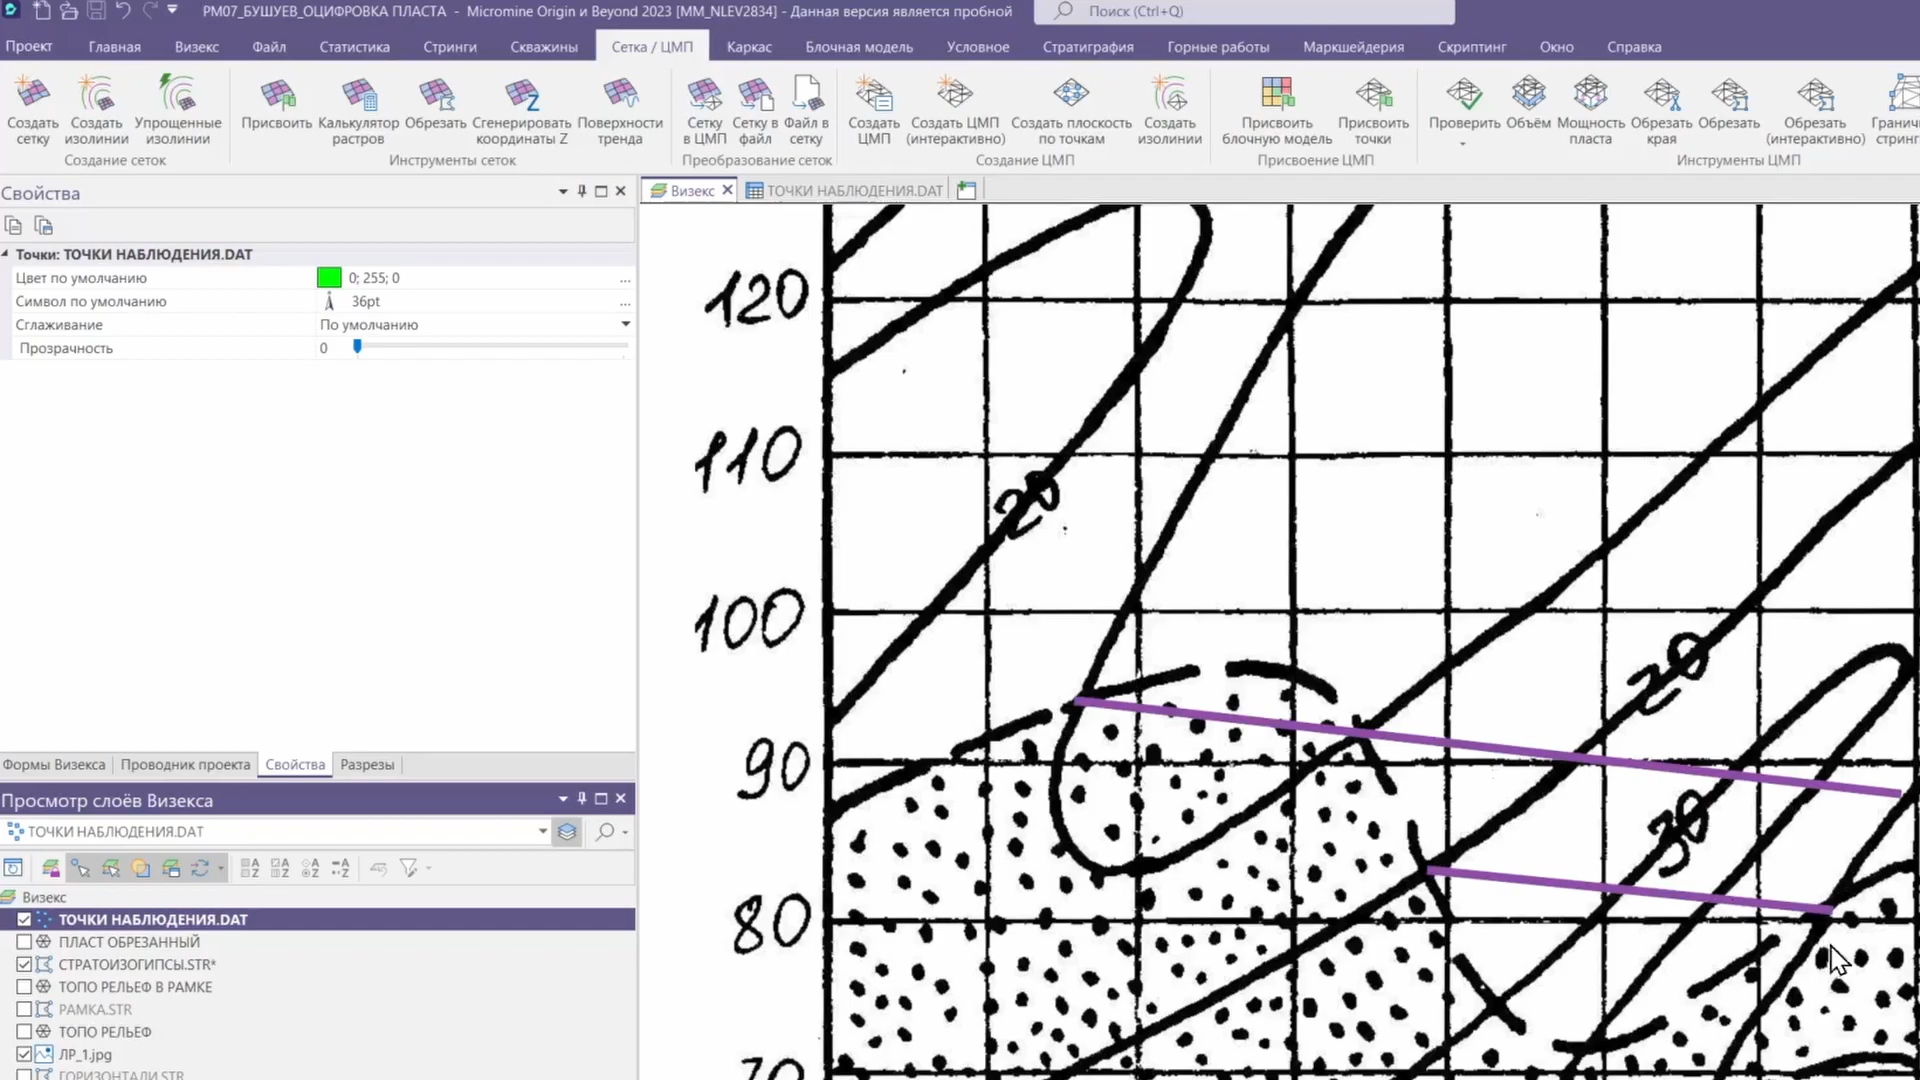 РМ07_БУШУЕВ_ОЦИФРОВКА ПЛАСТА - Micromine Origin и Beyond 2023 [MM_NLEV2834] - Данная версия является пробной
Поиск (Ctrl+Q)
Проект Главная Визекс Файл Статистика Стринги Скважины Сетка / ЦМП Каркас Блочная модель Условное Стратиграфия Горные работы Маркшейдерия Скриптинг Окно Справка
Создать сетку
Создать изолинии
Упрощенные изолинии
Присвоить
Калькулятор растров
Обрезать
Сгенерировать координаты Z
Поверхности тренда
Сетку в ЦМП
Сетку в файл
Файл в сетку
Создать ЦМП
Создать ЦМП (интерактивно)
Создать плоскость по точкам
Создать изолинии
Присвоить блочную модель
Присвоить точки
Проверить
Объём
Мощность пласта
Обрезать края
Обрезать
Обрезать (интерактивно)
Создание сеток
Инструменты сеток
Преобразование сеток
Создание ЦМП
Присвоение ЦМП
Инструменты ЦМП
Свойства
Визекс
ТОЧКИ НАБЛЮДЕНИЯ.DAT
Точки: ТОЧКИ НАБЛЮДЕНИЯ.DAT
Цвет по умолчанию 0; 255; 0 ...
Символ по умолчанию 36pt ...
Сглаживание По умолчанию
Прозрачность 0
Формы Визекса Проводник проекта Свойства Разрезы
Просмотр слоёв Визекса
ТОЧКИ НАБЛЮДЕНИЯ.DAT
Визекс
ТОЧКИ НАБЛЮДЕНИЯ.DAT
ПЛАСТ ОБРЕЗАННЫЙ
СТРАТОИЗОГИПСЫ.STR*
ТОПО РЕЛЬЕФ В РАМКЕ
РАМКА.STR
ТОПО РЕЛЬЕФ
ЛР_1.jpg
ГОРИЗОНТАЛИ.STR
120
110
20
100
20
90
30
80
70